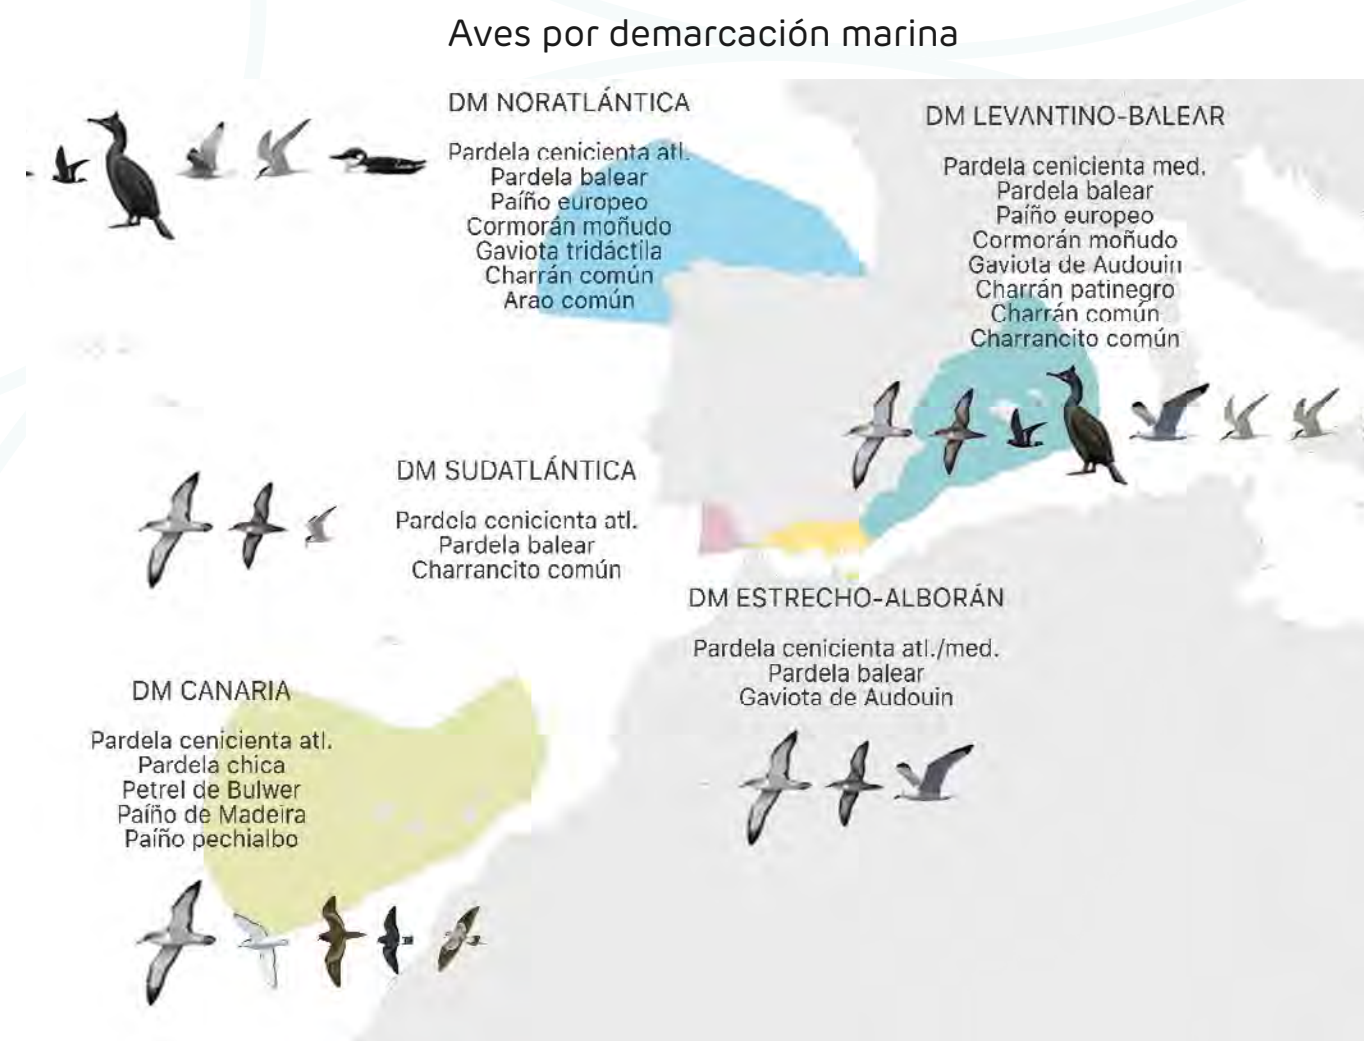 Aves por demarcación marina
DM NORATLÁNTICA
Pardela cenicienta atl.
Pardela balear
Paíño europeo
Cormorán moñudo
Gaviota tridáctila
Charrán común
Arao común
DM LEVANTINO-BALEAR
Pardela cenicienta med.
Pardela balear
Paíño europeo
Cormorán moñudo
Gaviota de Audouin
Charrán patinegro
Charrán común
Charrancito común
DM SUDATLÁNTICA
Pardela cenicienta atl.
Pardela balear
Charrancito común
DM ESTRECHO-ALBORÁN
Pardela cenicienta atl./med.
Pardela balear
Gaviota de Audouin
DM CANARIA
Pardela cenicienta atl.
Pardela chica
Petrel de Bulwer
Paíño de Madeira
Paíño pechialbo